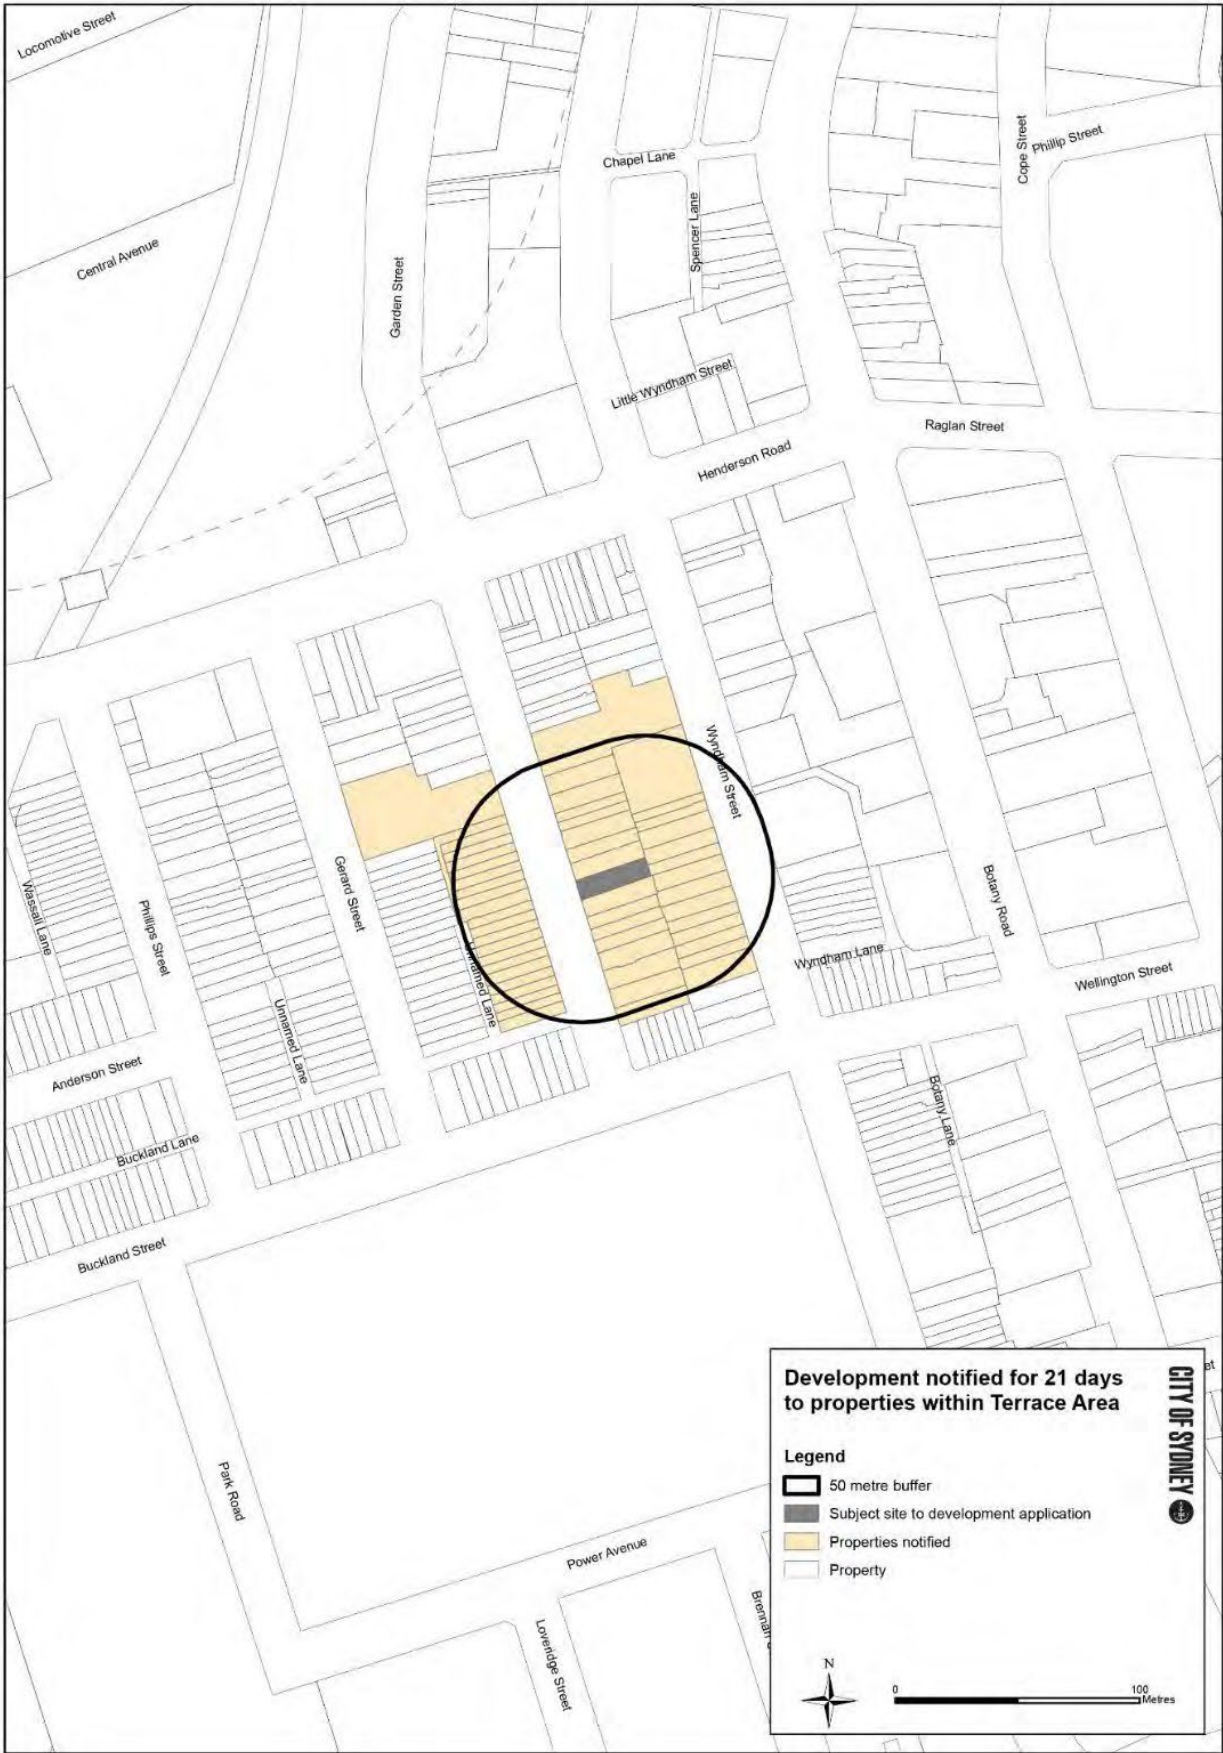 Locomotive Street
Chapel Lane
Cope Street
Phillip Street
Spencer Lane
Central Avenue
Garden Street
Little Wyndham Street
Raglan Street
Henderson Road
Wyndham Street
Gerard Street
Wassall Lane
Phillips Street
Botany Road
Unnamed Lane
Wyndham Lane
Wellington Street
Unnamed Lane
Anderson Street
Botany Lane
Buckland Lane
Buckland Street
Park Road
Power Avenue
Loveridge Street
Development notified for 21 days
to properties within Terrace Area
CITY OF SYDNEY
Legend
50 metre buffer
Subject site to development application
Properties notified
Property
N
0
100
Metres